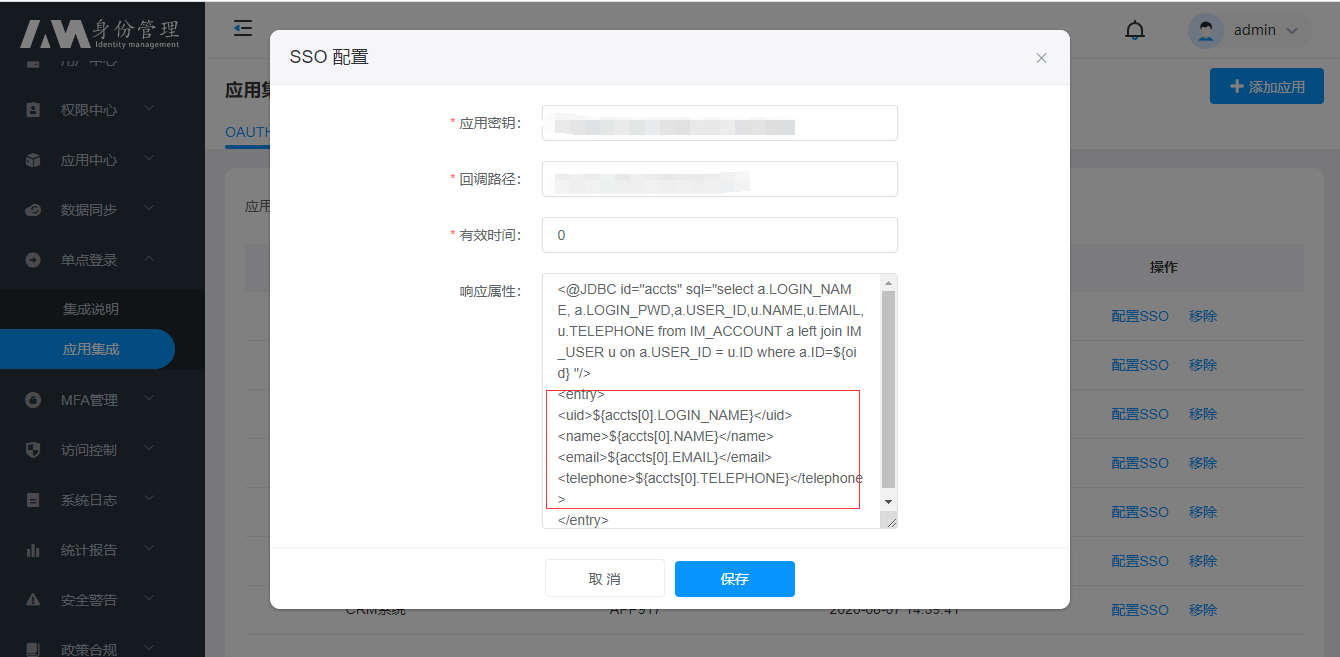 身份管理
Identity management
admin
SSO 配置
应用集
添加应用
OAUTH
用户中心
权限中心
应用中心
数据同步
单点登录
集成说明
应用集成
MFA管理
访问控制
系统日志
统计报告
安全警告
政策合规
* 应用密钥:
* 回调路径:
* 有效时间:
0
响应属性:
<@JDBC id="accts" sql="select a.LOGIN_NAM
E, a.LOGIN_PWD,a.USER_ID,u.NAME,u.EMAIL,
u.TELEPHONE from IM_ACCOUNT a left join IM
_USER u on a.USER_ID = u.ID where a.ID=${oi
d} "/>
<entry>
<uid>${accts[0].LOGIN_NAME}</uid>
<name>${accts[0].NAME}</name>
<email>${accts[0].EMAIL}</email>
<telephone>${accts[0].TELEPHONE}</telephone
>
</entry>
取 消
保存
应用
操作
配置SSO 移除
配置SSO 移除
配置SSO 移除
配置SSO 移除
配置SSO 移除
配置SSO 移除
CRM系统 APP917 2020-08-07 14:39:41 配置SSO 移除